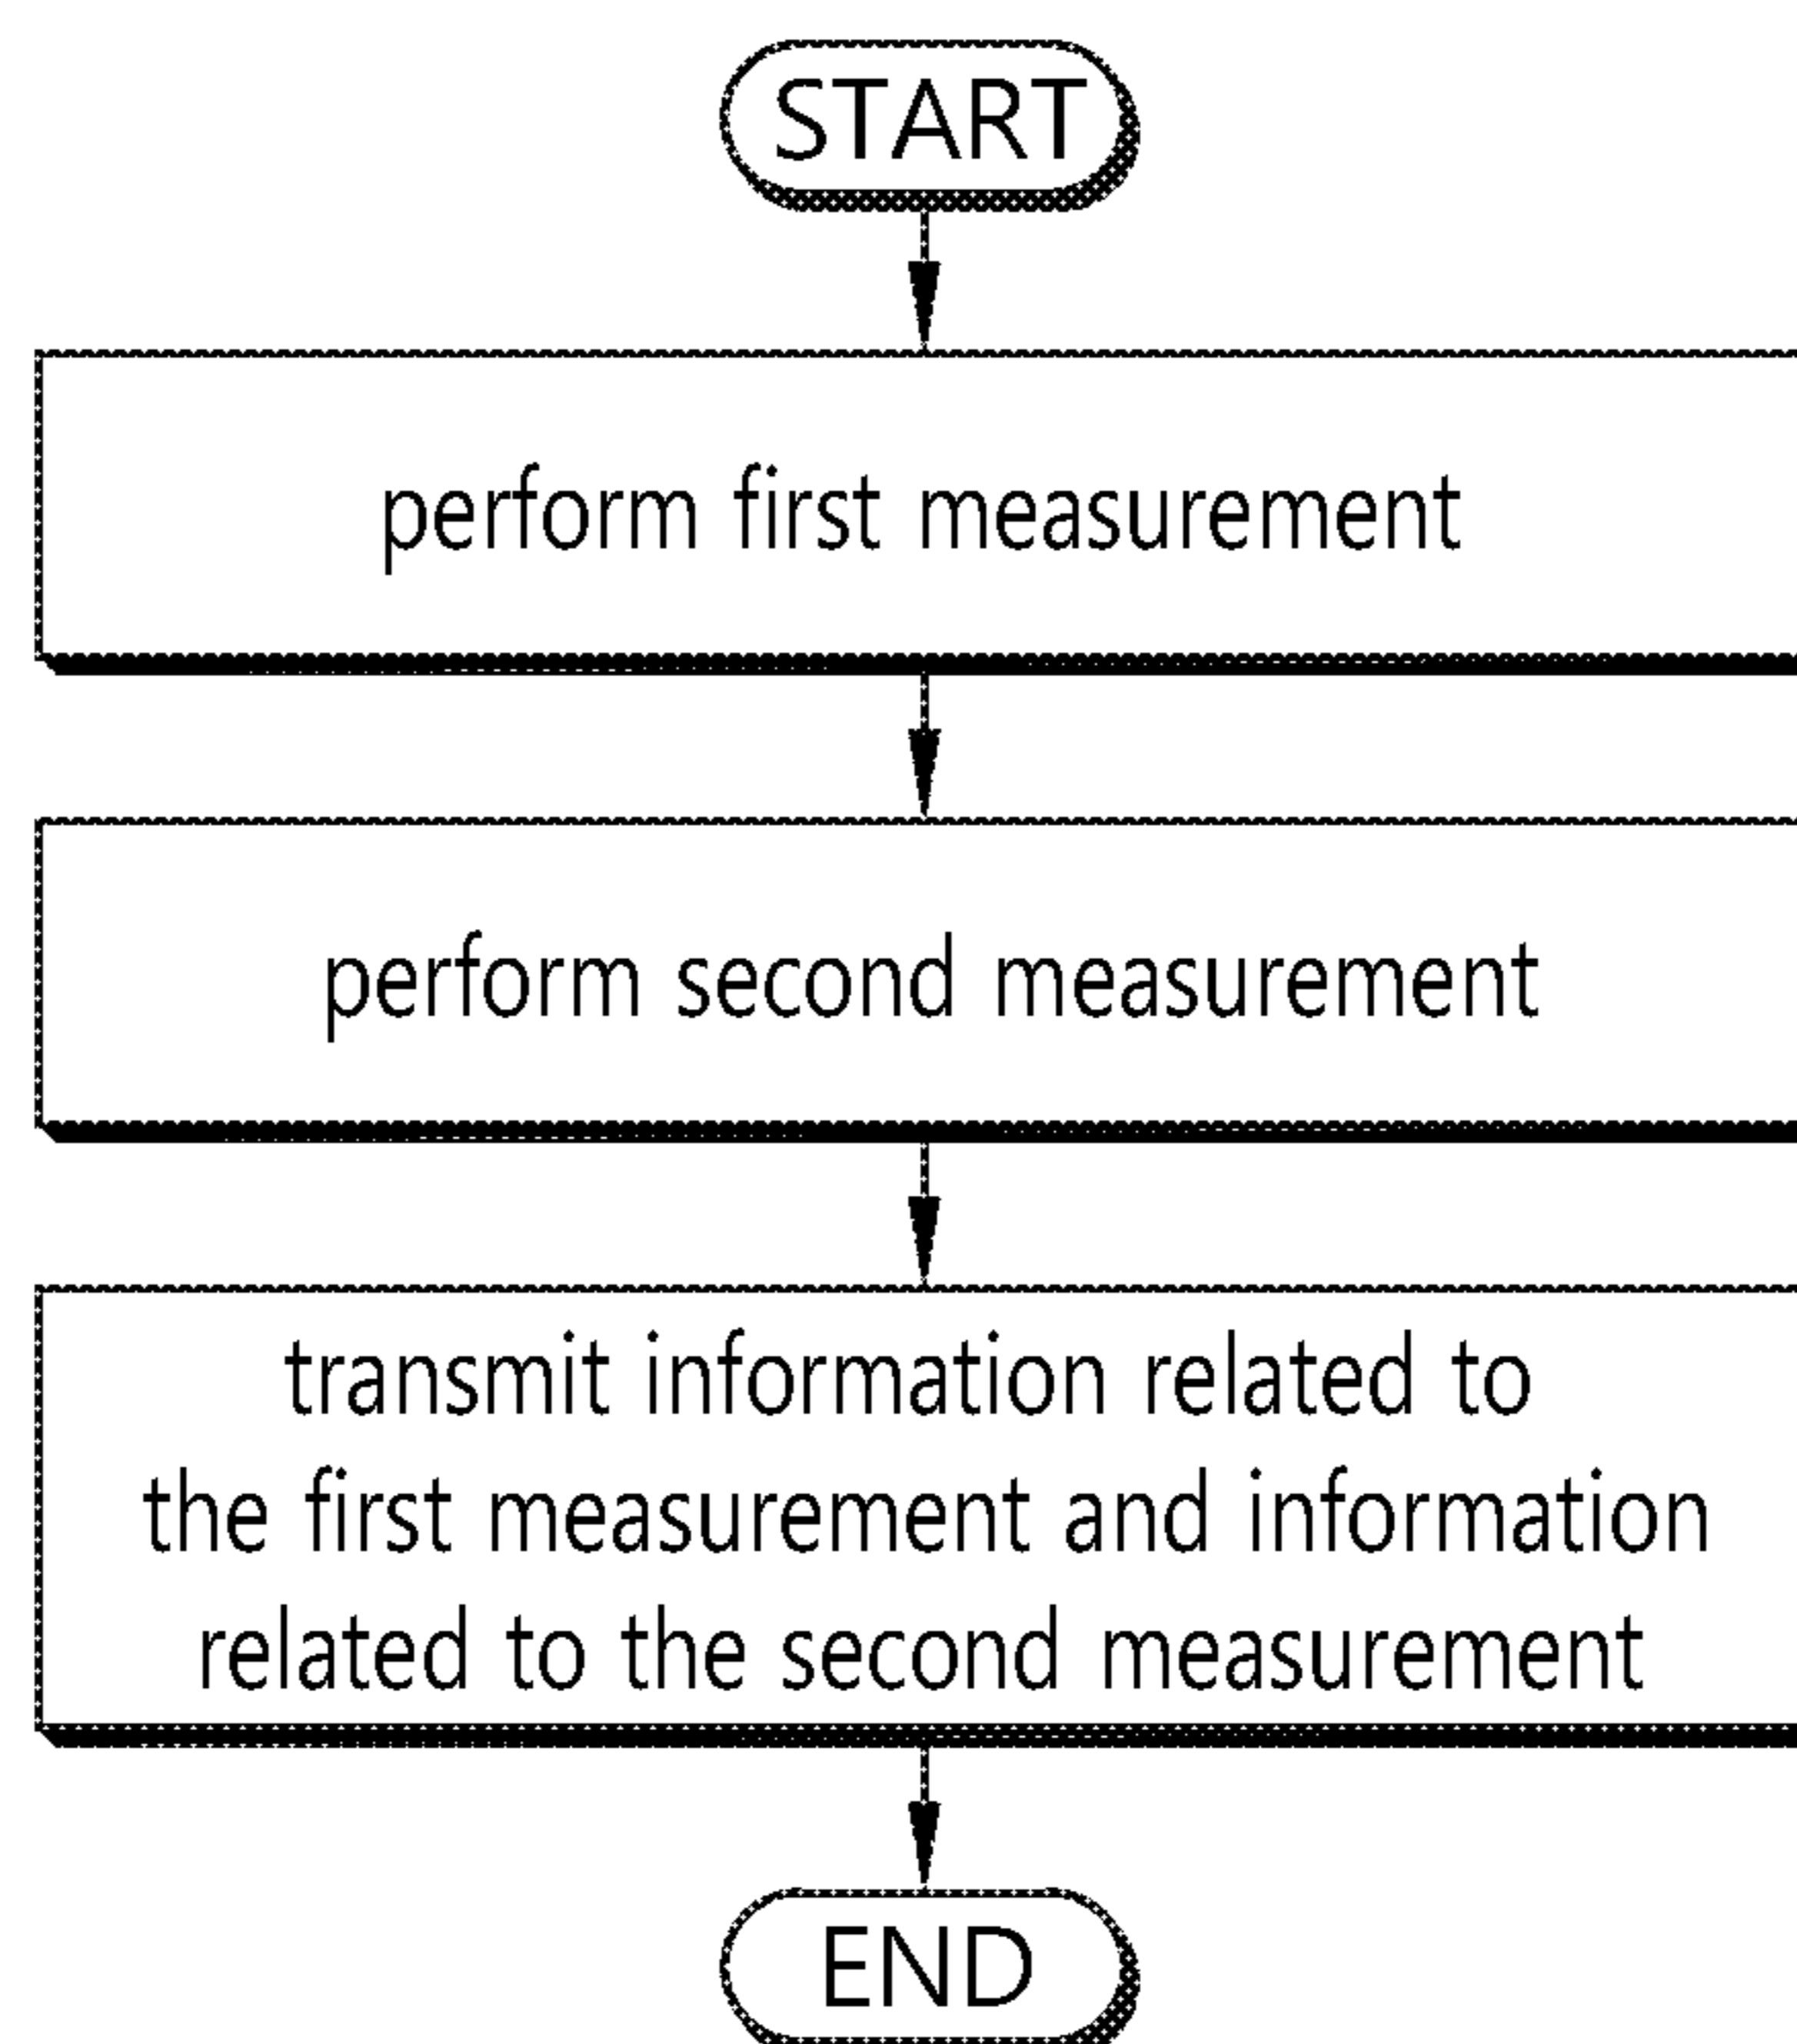 START
perform first measurement
perform second measurement
transmit information related to
the first measurement and information
related to the second measurement
END